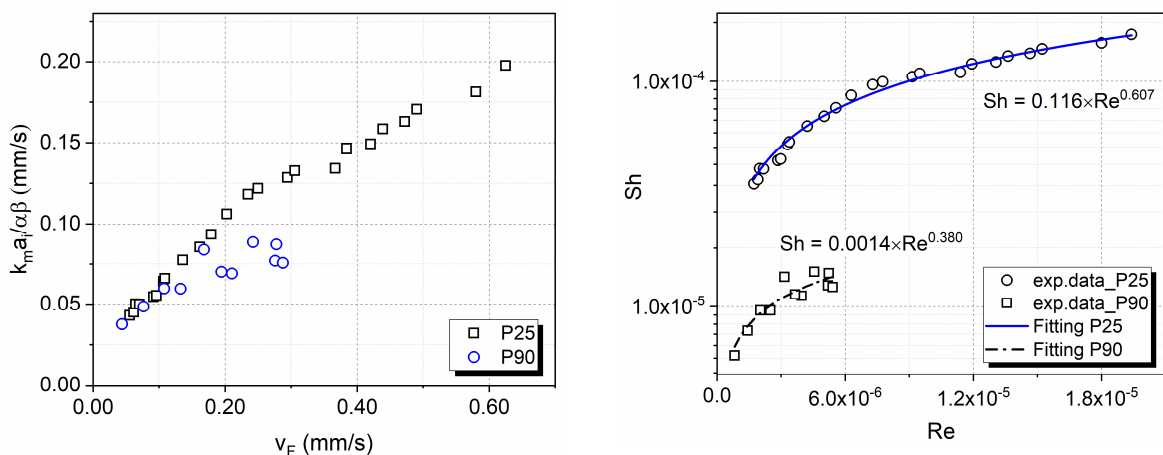 0.20
0.15
0.10
0.05
0.00
k_m a_i/αβ (mm/s)
P25
P90
0.00 0.20 0.40 0.60
v_F (mm/s)
1.0x10^-4
Sh = 0.116×Re^0.607
Sh
Sh = 0.0014×Re^0.380
1.0x10^-5
exp.data_P25
exp.data_P90
Fitting P25
Fitting P90
0.0 6.0x10^-6 1.2x10^-5 1.8x10^-5
Re